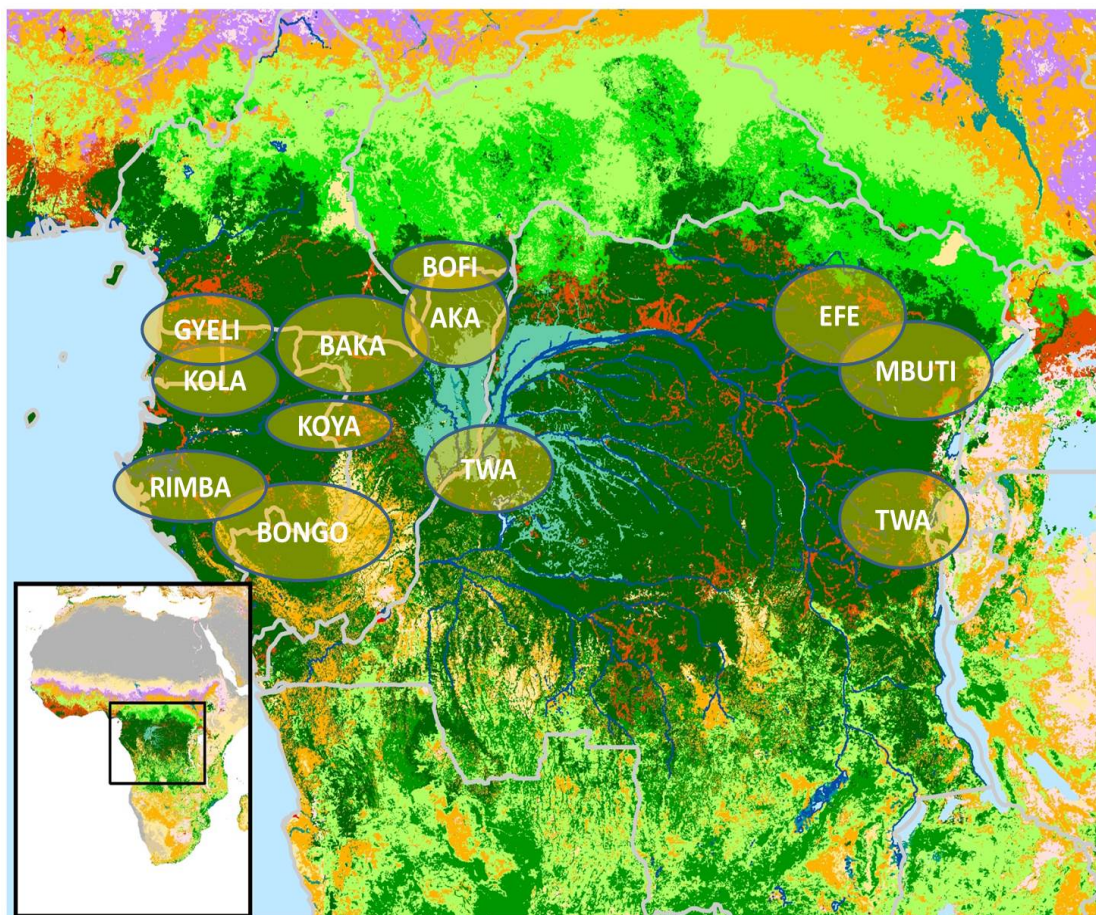 BOFI
AKA
EFE
GYELI
BAKA
MBUTI
KOLA
KOYA
TWA
RIMBA
TWA
BONGO